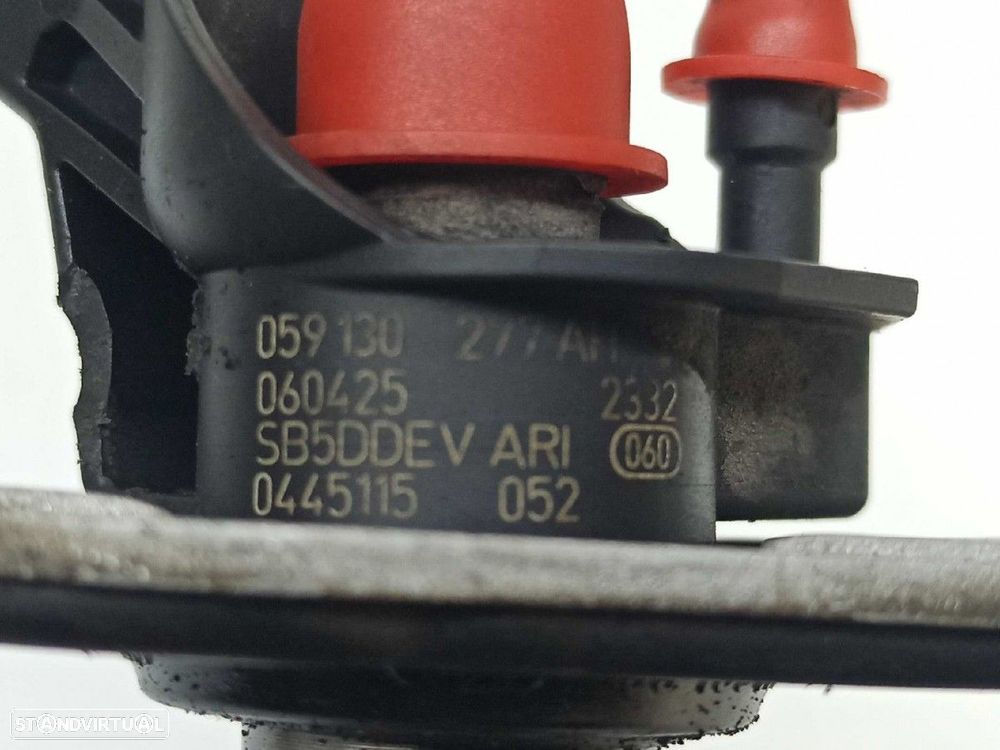 059 130 277 AH
060425 2332
SB5DDEV ARI 060
0445115 052
STANDVIRTUAL